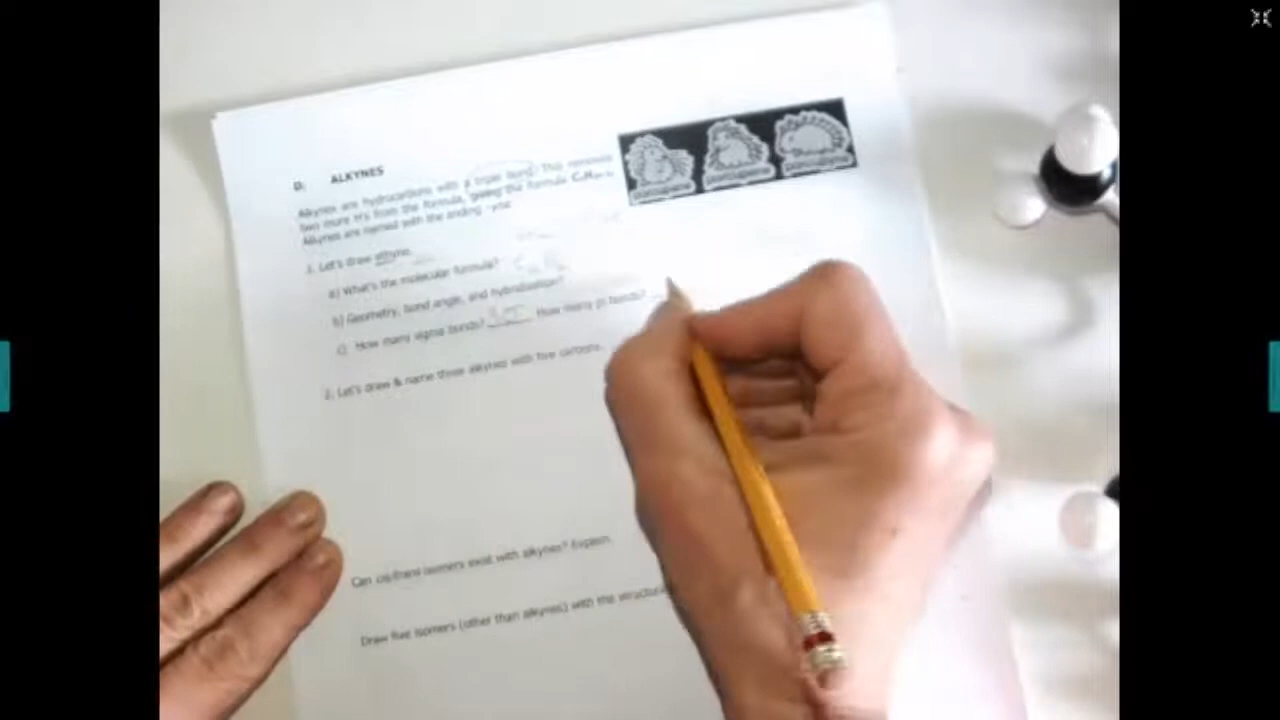 D. ALKYNES
Alkynes are hydrocarbons with a triple bond. This removes
two more H's from the formula, giving the formula
Alkynes are named with the ending -yne.
1. Let's draw ethyne.
a) What's the molecular formula?
b) Geometry, bond angle, and hybridization?
c) How many sigma bonds? How many pi bonds?
2. Let's draw & name three alkynes with five carbons.
Can cis/trans isomers exist with alkynes? Explain.
Draw five isomers (other than alkynes) with the